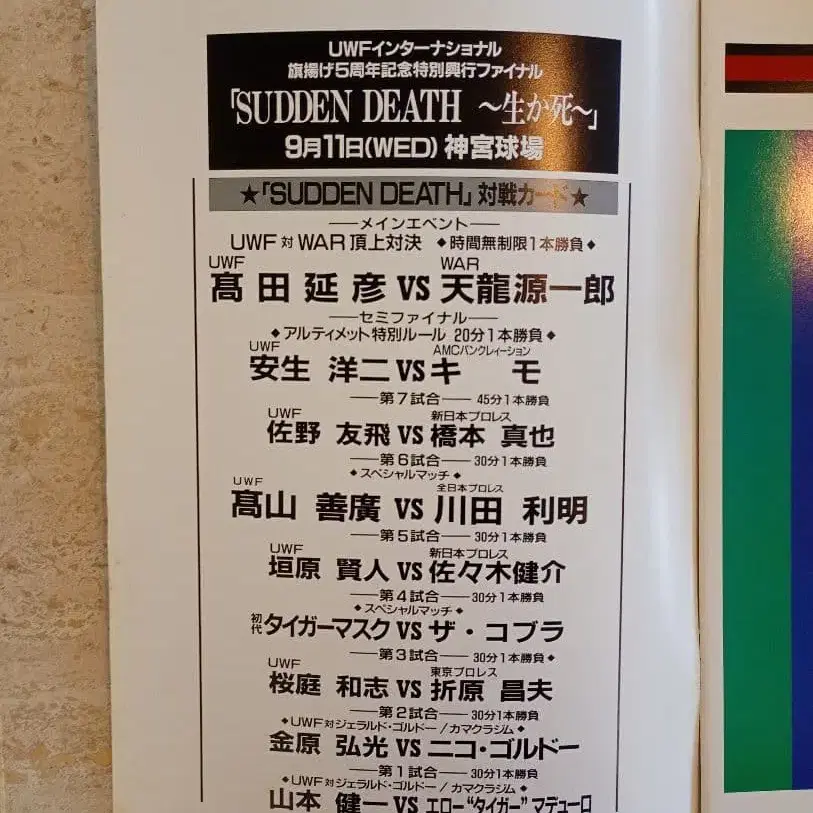 UWFインターナショナル
旗揚げ5周年記念特別興行ファイナル
「SUDDEN DEATH ～生か死～」
9月11日(WED) 神宮球場
★「SUDDEN DEATH」対戦カード★
――メインエベント――
UWF対WAR頂上対決 ◆時間無制限1本勝負◆
UWF WAR
髙田延彦 VS 天龍源一郎
――セミファイナル――
◆アルティメット特別ルール 20分1本勝負◆
UWF AMCパンクレィーション
安生 洋二 VS キ モ
――第7試合―― 45分1本勝負
UWF 新日本プロレス
佐野 友飛 VS 橋本 真也
――第6試合―― 30分1本勝負
◆スペシャルマッチ◆
UWF 全日本プロレス
髙山 善廣 VS 川田 利明
――第5試合―― 30分1本勝負
UWF 新日本プロレス
垣原 賢人 VS 佐々木健介
――第4試合―― 30分1本勝負
◆スペシャルマッチ◆
初代タイガーマスク VS ザ・コブラ
――第3試合―― 30分1本勝負◆
UWF 東京プロレス
桜庭 和志 VS 折原 昌夫
――第2試合―― 30分1本勝負
◆UWF対ジェラルド・ゴルドー/カマクラジム◆
金原 弘光 VS ニコ・ゴルドー
――第1試合―― 30分1本勝負
◆UWF対ジェラルド・ゴルドー/カマクラジム◆
山本 健一 VS エロー“タイガー”マデューロ